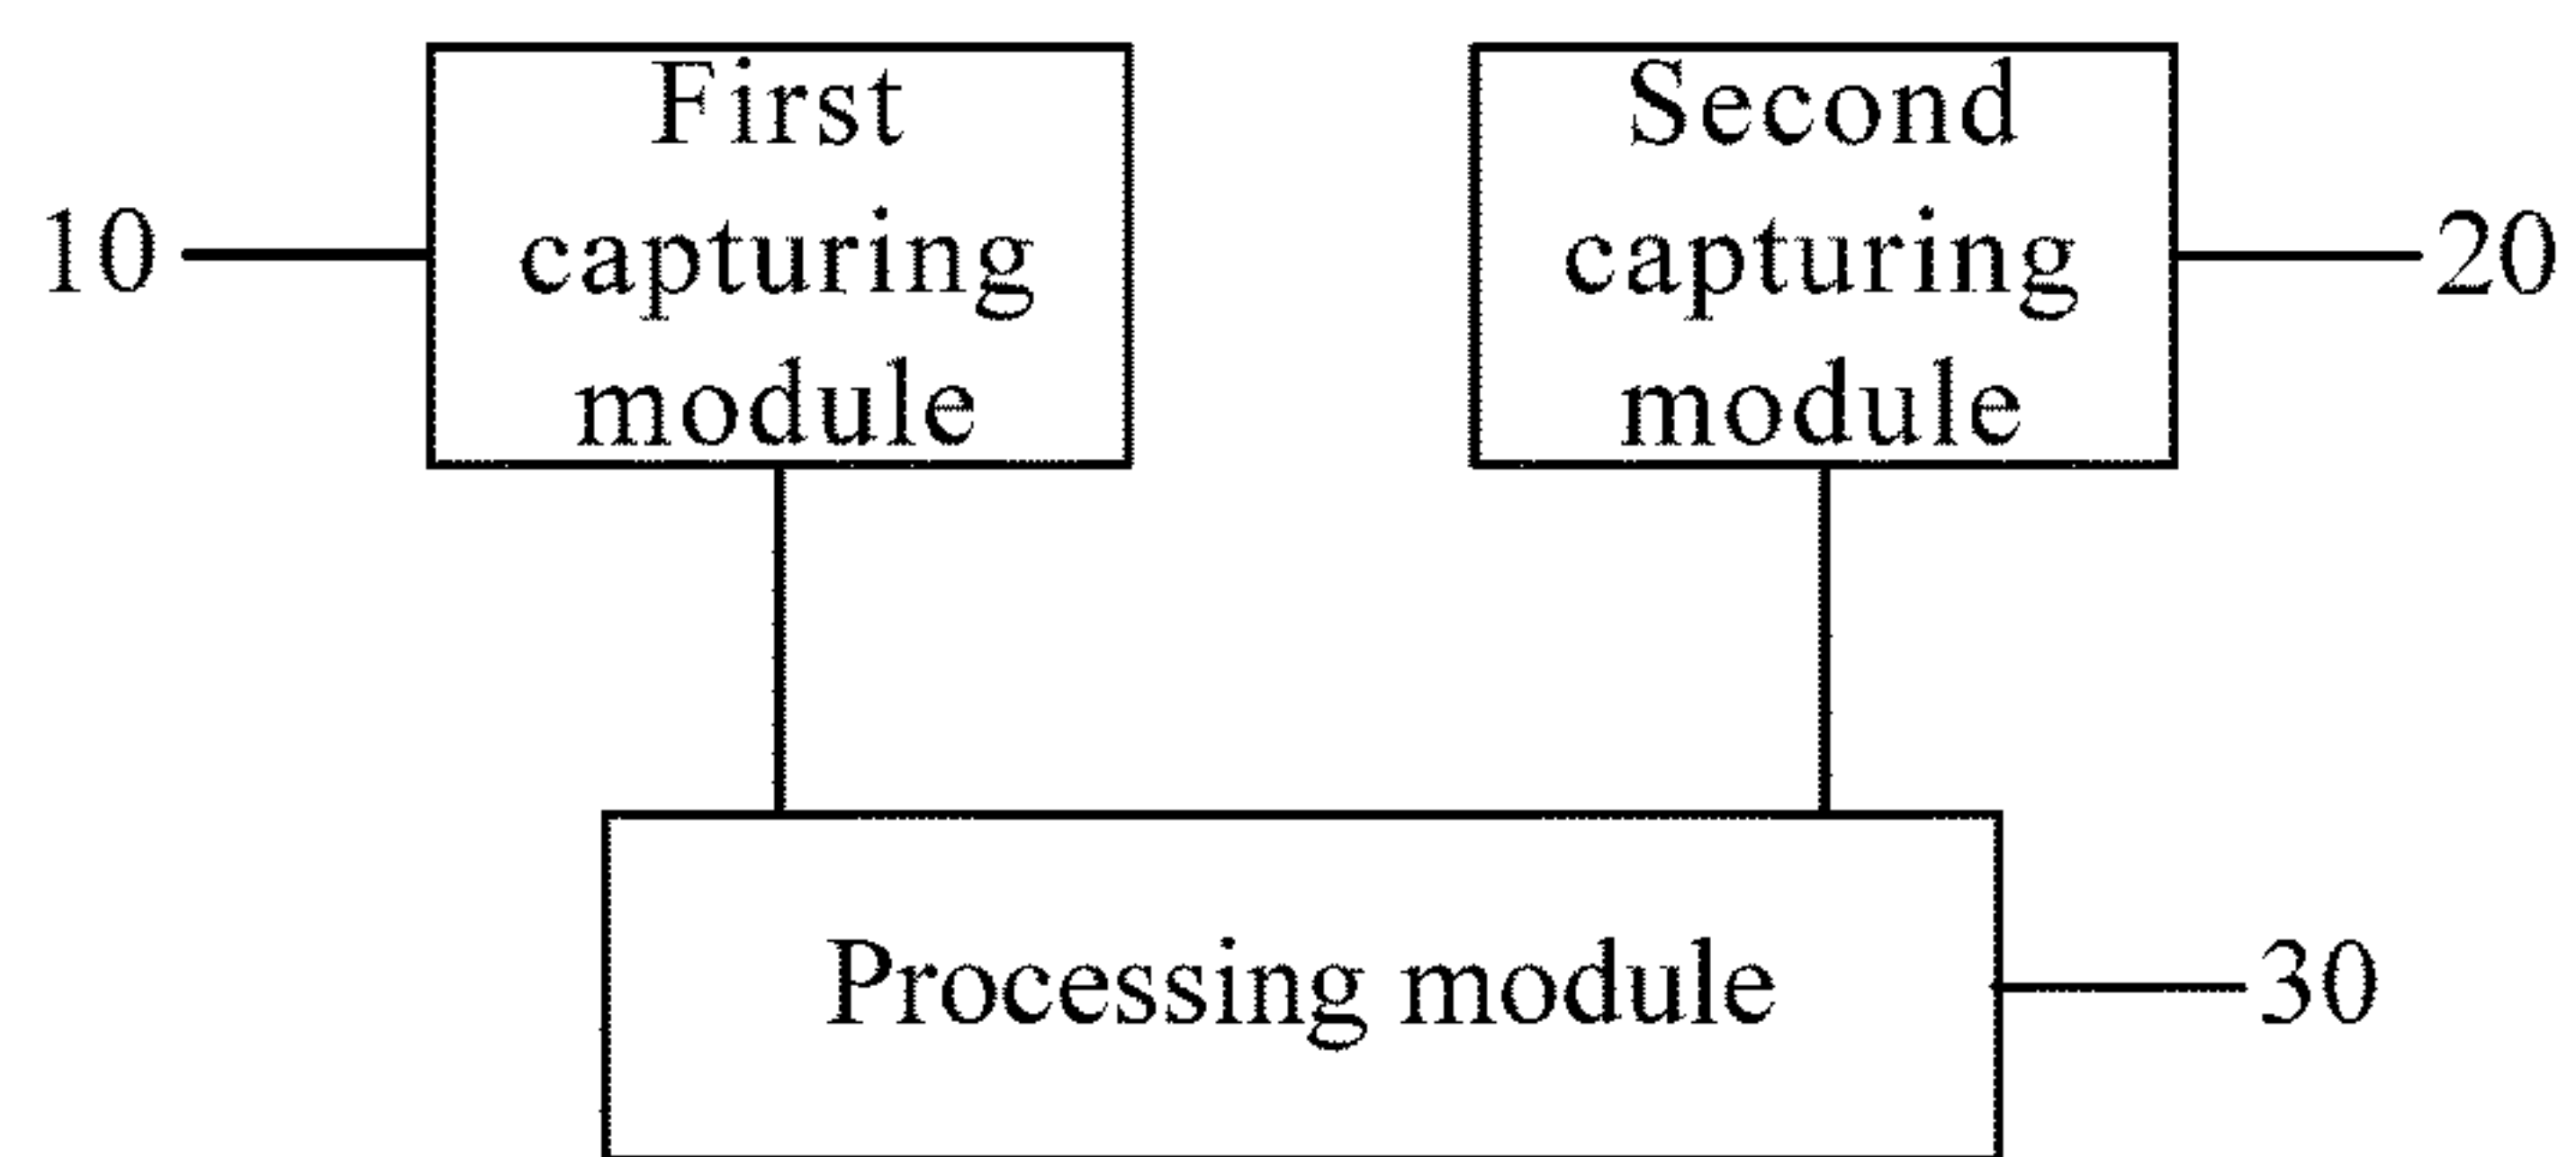 First
capturing
module
10
Second
capturing
module
20
Processing module
30